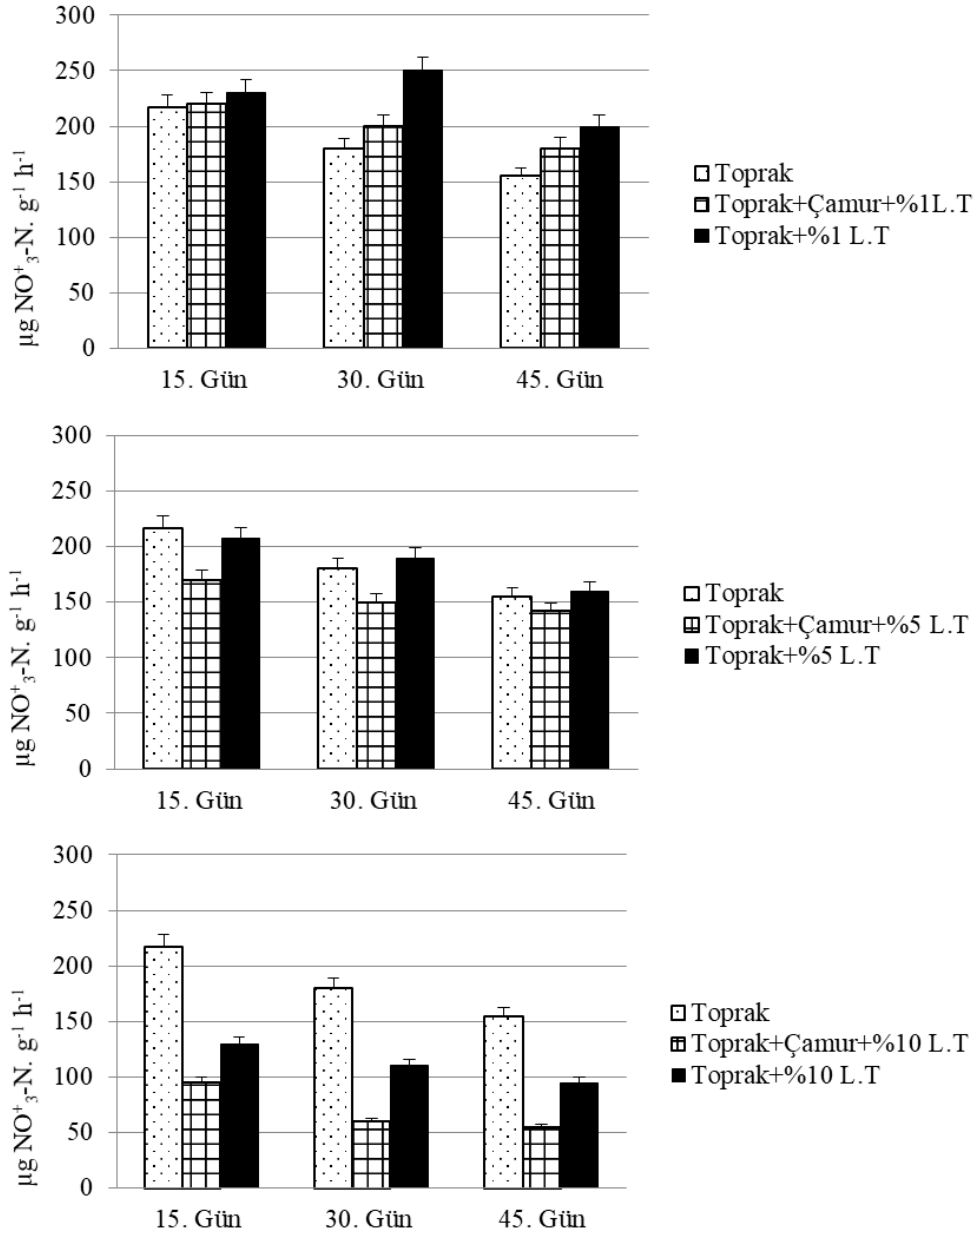 300
250
200
150
100
50
0
µg NO⁺₃-N. g⁻¹ h⁻¹
15. Gün 30. Gün 45. Gün
Toprak
Toprak+Çamur+%1L.T
Toprak+%1 L.T
300
250
200
150
100
50
0
µg NO⁺₃-N. g⁻¹ h⁻¹
15. Gün 30. Gün 45. Gün
Toprak
Toprak+Çamur+%5 L.T
Toprak+%5 L.T
300
250
200
150
100
50
0
µg NO⁺₃-N. g⁻¹ h⁻¹
15. Gün 30. Gün 45. Gün
Toprak
Toprak+Çamur+%10 L.T
Toprak+%10 L.T